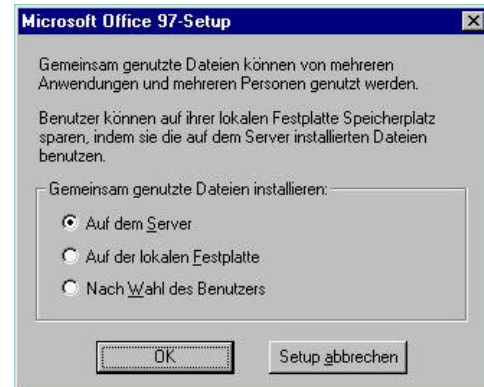 Microsoft Office 97-Setup
Gemeinsam genutzte Dateien können von mehreren
Anwendungen und mehreren Personen genutzt werden.
Benutzer können auf ihrer lokalen Festplatte Speicherplatz
sparen, indem sie die auf dem Server installierten Dateien
benutzen.
Gemeinsam genutzte Dateien installieren:
Auf dem Server
Auf der lokalen Festplatte
Nach Wahl des Benutzers
OK
Setup abbrechen